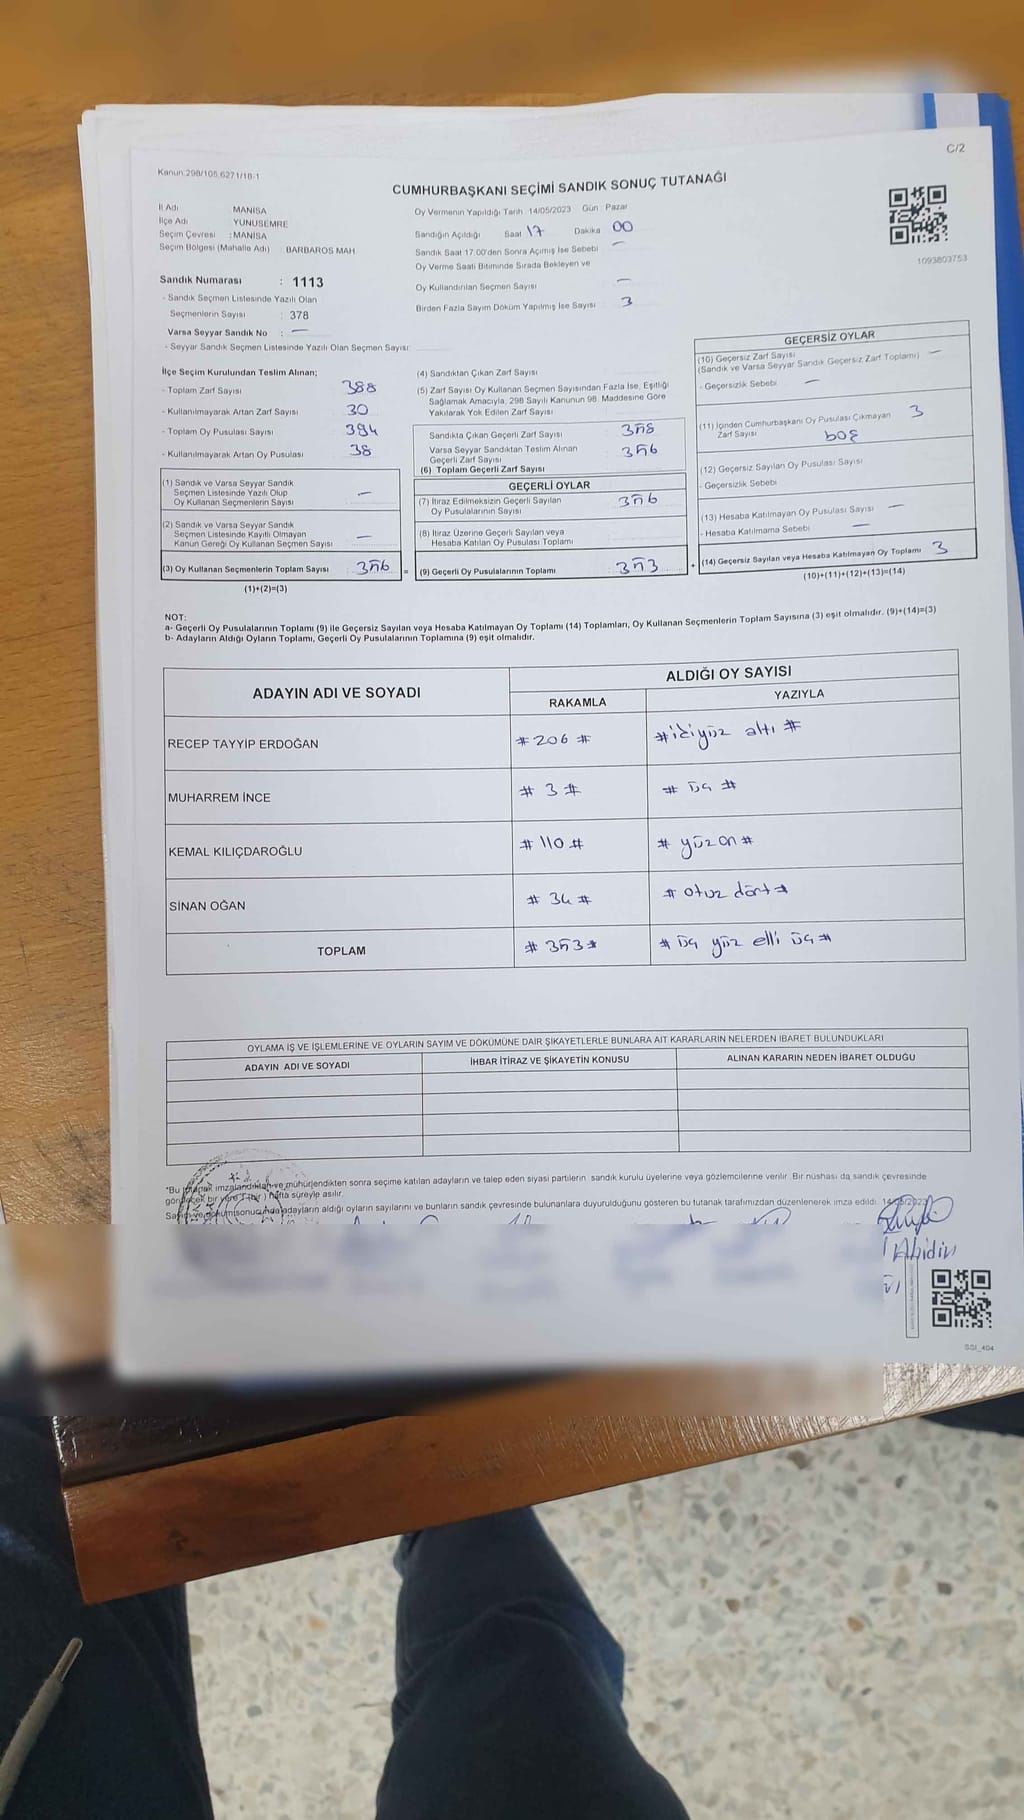 C/2
Kanun:298/105,6271/18-1
CUMHURBAŞKANI SEÇİMİ SANDIK SONUÇ TUTANAĞI
İl Adı MANİSA
İlçe Adı YUNUSEMRE
Seçim Çevresi : MANİSA
Seçim Bölgesi (Mahalle Adı) BARBAROS MAH
Oy Vermenin Yapıldığı Tarih 14/05/2023 Gün : Pazar
Sandığın Açıldığı Saat 17 Dakika 00
Sandık Saat 17.00'den Sonra Açımış İse Sebebi —
Oy Verme Saati Bitiminde Sırada Bekleyen ve
Oy Kullandırılan Seçmen Sayısı —
Birden Fazla Sayım Döküm Yapılmış İse Sayısı : 3
1093803753
Sandık Numarası : 1113
- Sandık Seçmen Listesinde Yazılı Olan
Seçmenlerin Sayısı : 378
Varsa Seyyar Sandık No : —
- Seyyar Sandık Seçmen Listesinde Yazılı Olan Seçmen Sayısı:
İlçe Seçim Kurulundan Teslim Alınan;
- Toplam Zarf Sayısı 388
- Kullanılmayarak Artan Zarf Sayısı 30
- Toplam Oy Pusulası Sayısı 394
- Kullanılmayarak Artan Oy Pusulası 38
(1) Sandık ve Varsa Seyyar Sandık
Seçmen Listesinde Yazılı Olup
Oy Kullanan Seçmenlerin Sayısı —
(2) Sandık ve Varsa Seyyar Sandık
Seçmen Listesinde Kayıtlı Olmayan
Kanun Gereği Oy Kullanan Seçmen Sayısı —
(3) Oy Kullanan Seçmenlerin Toplam Sayısı 356 =
(1)+(2)=(3)
(4) Sandıktan Çıkan Zarf Sayısı
(5) Zarf Sayısı Oy Kullanan Seçmen Sayısından Fazla İse, Eşitliği
Sağlamak Amacıyla, 298 Sayılı Kanunun 98. Maddesine Göre
Yakılarak Yok Edilen Zarf Sayısı
Sandıkta Çıkan Geçerli Zarf Sayısı 358
Varsa Seyyar Sandıktan Teslim Alınan
Geçerli Zarf Sayısı 356
(6) Toplam Geçerli Zarf Sayısı
GEÇERLİ OYLAR
(7) İtiraz Edilmeksizin Geçerli Sayılan
Oy Pusulalarının Sayısı 356
(8) İtiraz Üzerine Geçerli Sayılan veya
Hesaba Katılan Oy Pusulası Toplamı
(9) Geçerli Oy Pusulalarının Toplamı 353 +
GEÇERSİZ OYLAR
(10) Geçersiz Zarf Sayısı —
(Sandık ve Varsa Seyyar Sandık Geçersiz Zarf Toplamı)
- Geçersizlik Sebebi —
(11) İçinden Cumhurbaşkanı Oy Pusulası Çıkmayan 3
Zarf Sayısı boş
(12) Geçersiz Sayılan Oy Pusulası Sayısı
- Geçersizlik Sebebi
(13) Hesaba Katılmayan Oy Pusulası Sayısı —
- Hesaba Katılmama Sebebi —
(14) Geçersiz Sayılan veya Hesaba Katılmayan Oy Toplamı 3
(10)+(11)+(12)+(13)=(14)
NOT:
a- Geçerli Oy Pusulalarının Toplamı (9) ile Geçersiz Sayılan veya Hesaba Katılmayan Oy Toplamı (14) Toplamları, Oy Kullanan Seçmenlerin Toplam Sayısına (3) eşit olmalıdır. (9)+(14)=(3)
b- Adayların Aldığı Oyların Toplamı, Geçerli Oy Pusulalarının Toplamına (9) eşit olmalıdır.
ADAYIN ADI VE SOYADI
ALDIĞI OY SAYISI
RAKAMLA YAZIYLA
RECEP TAYYİP ERDOĞAN # 206 # # ikiyüz altı #
MUHARREM İNCE # 3 # # üç #
KEMAL KILIÇDAROĞLU # 110 # # yüzon #
SİNAN OĞAN # 34 # # otuz dört #
TOPLAM # 353 # # üç yüz elli üç #
OYLAMA İŞ VE İŞLEMLERİNE VE OYLARIN SAYIM VE DÖKÜMÜNE DAİR ŞİKAYETLERLE BUNLARA AİT KARARLARIN NELERDEN İBARET BULUNDUKLARI
ADAYIN ADI VE SOYADI İHBAR İTİRAZ VE ŞİKAYETİN KONUSU ALINAN KARARIN NEDEN İBARET OLDUĞU
*Bu tutanak imzalandıktan ve mühürlendikten sonra seçime katılan adayların ve talep eden siyasi partilerin sandık kurulu üyelerine veya gözlemcilerine verilir. Bir nüshası da sandık çevresinde
görülecek bir yere 1 (bir) hafta süreyle asılır.
Sayım ve döküm sonucunda adayların aldığı oyların sayılarını ve bunların sandık çevresinde bulunanlara duyurulduğunu gösteren bu tutanak tarafımızdan düzenlenerek imza edildi. 14/05/2023
Abidin
SSI_404